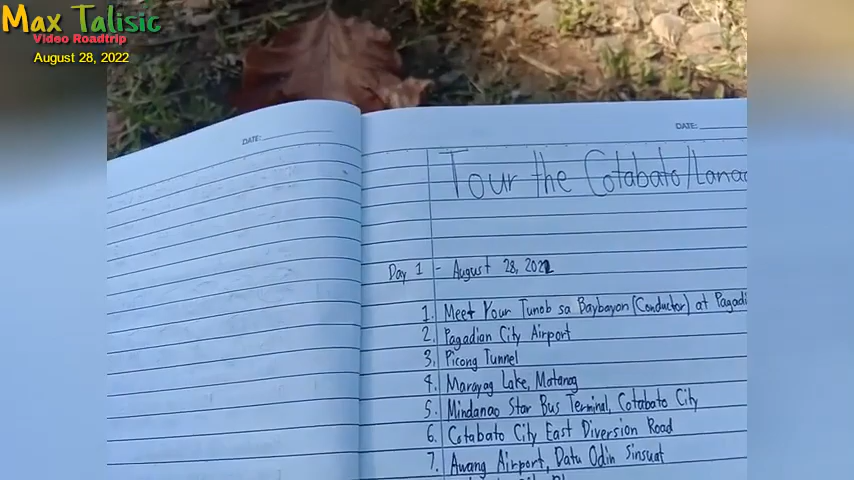 Max Talisic
Video Roadtrip
August 28, 2022
DATE:
DATE:
Tour the Cotabato/Lanao
Day 1 - August 28, 2022
1. Meet Your Tunob sa Baybayon (Conductor) at Pagadi
2. Pagadian City Airport
3. Picong Tunnel
4. Marayag Lake, Matanog
5. Mindanao Star Bus Terminal, Cotabato City
6. Cotabato City East Diversion Road
7. Awang Airport, Datu Odin Sinsuat